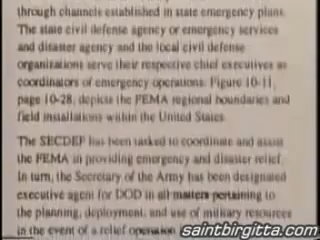 through channels established in state emergency plans.
The state civil defense agency or emergency services
and disaster agency and the local civil defense
organizations serve their respective chief executives as
coordinators of emergency operations. Figure 10-11,
page 10-28, depicts the FEMA regional boundaries and
field installations within the United States.
The SECDEF has been tasked to coordinate and assist
the FEMA in providing emergency and disaster relief.
In turn, the Secretary of the Army has been designated
executive agent for DOD in all matters pertaining to
the planning, deployment, and use of military resources
in the event of a relief operation
saintbirgitta.com